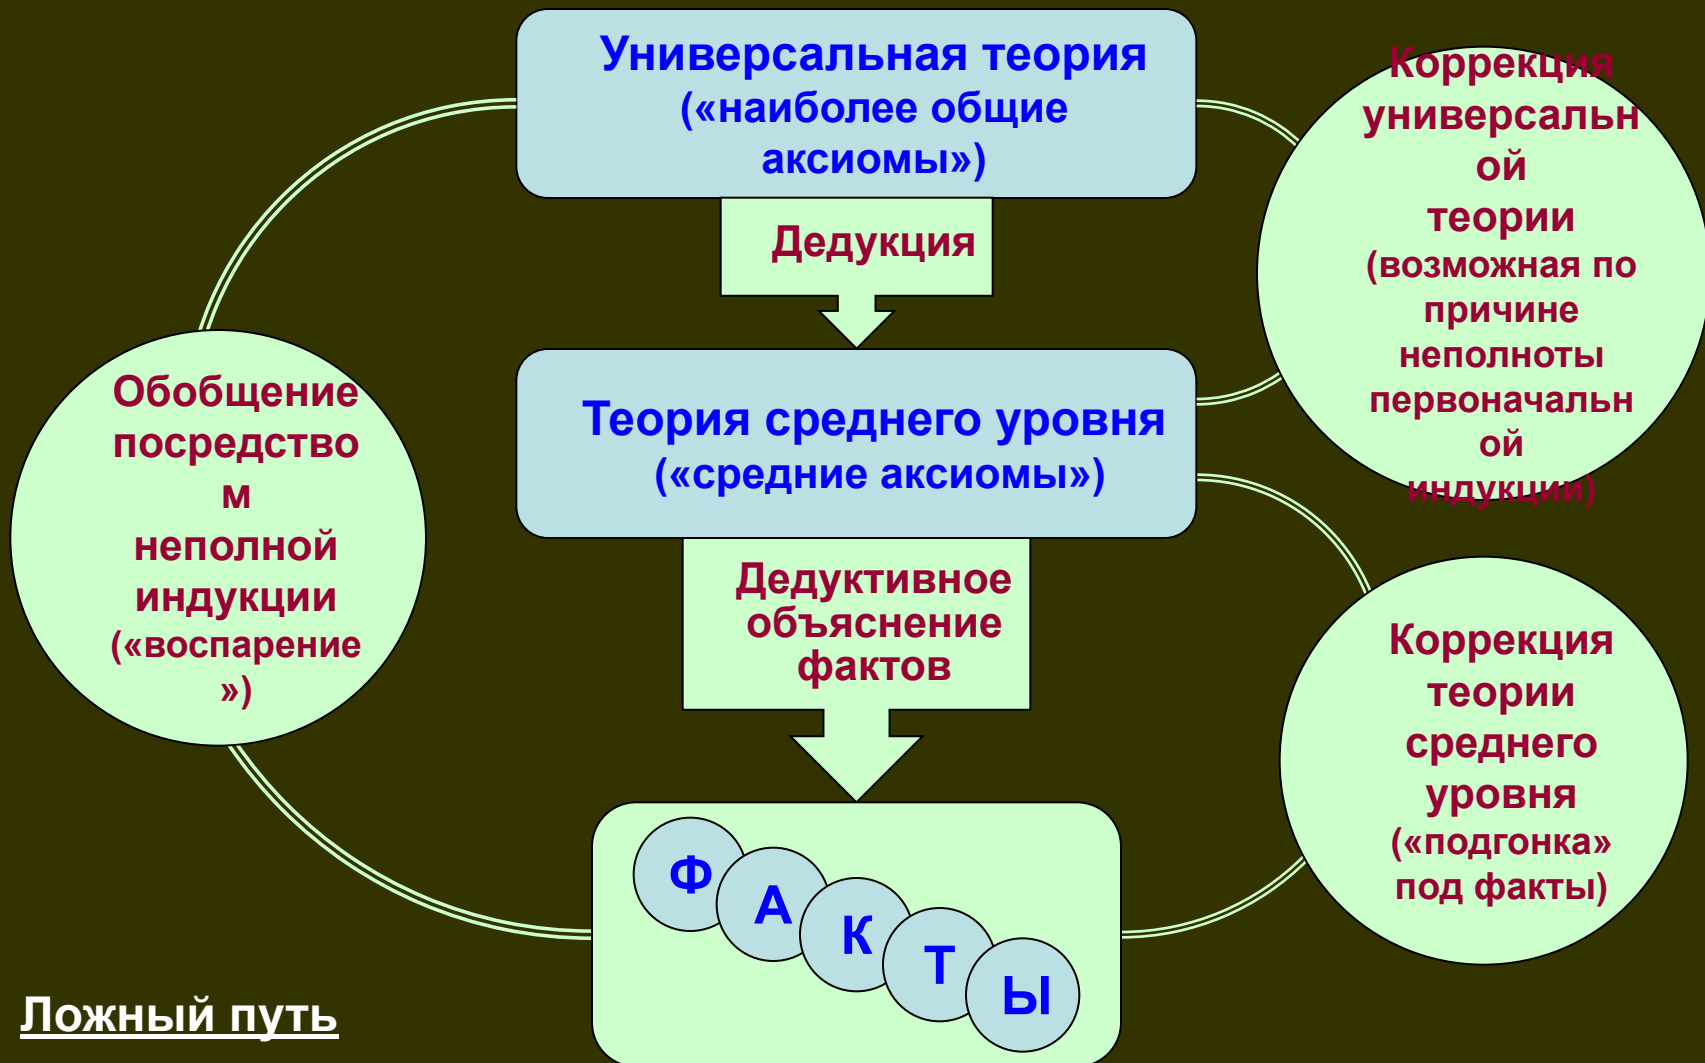 Универсальная теория
(«наиболее общие
аксиомы»)
Коррекция
универсальн
ой
теории
(возможная по
причине
неполноты
первоначальн
ой
индукции)
Дедукция
Обобщение
посредство
м
неполной
индукции
(«воспарение
»)
Теория среднего уровня
(«средние аксиомы»)
Дедуктивное
объяснение
фактов
Коррекция
теории
среднего
уровня
(«подгонка»
под факты)
Ф А К Т Ы
Ложный путь